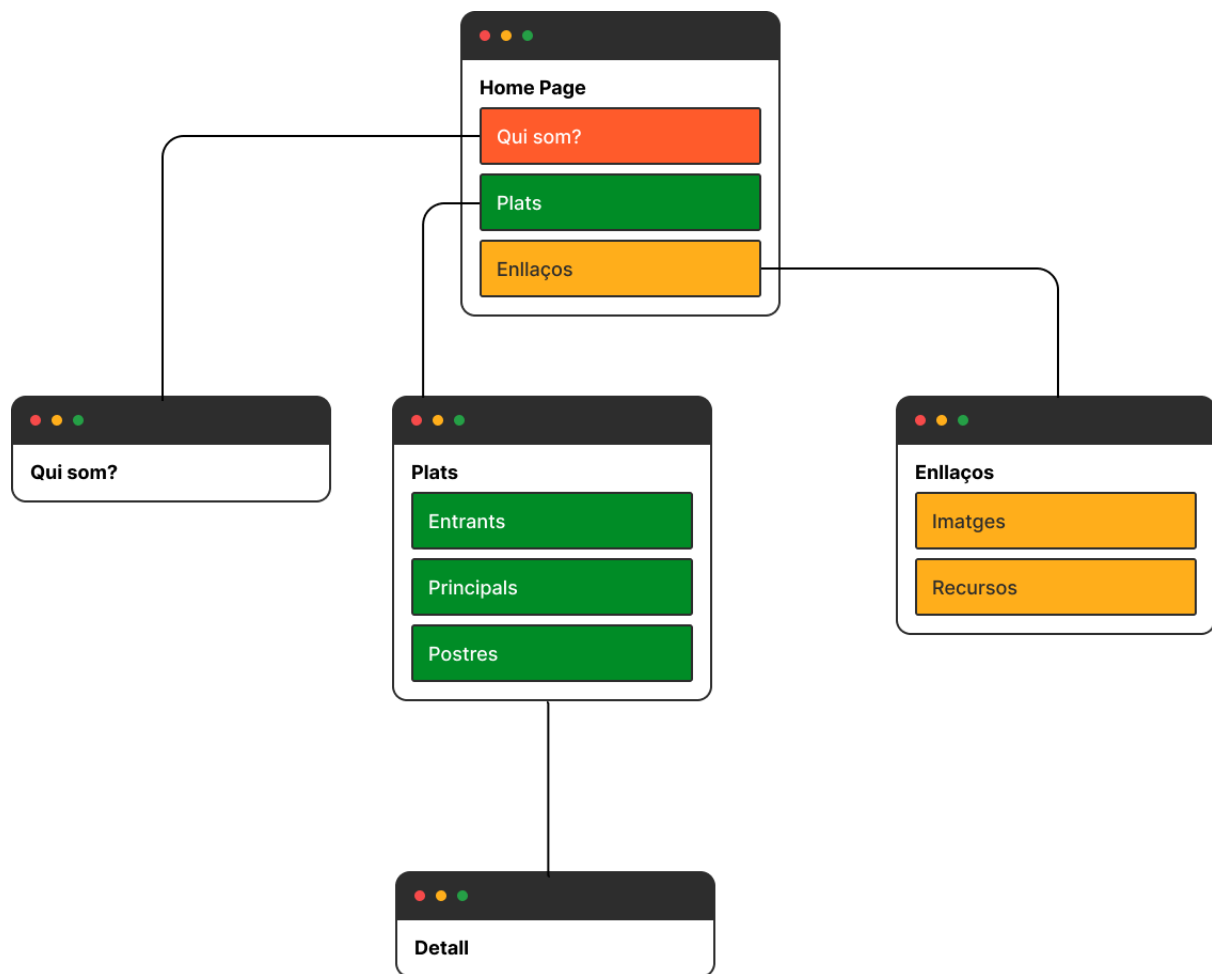 Home Page
Qui som?
Plats
Enllaços
Qui som?
Plats
Entrants
Principals
Postres
Enllaços
Imatges
Recursos
Detall